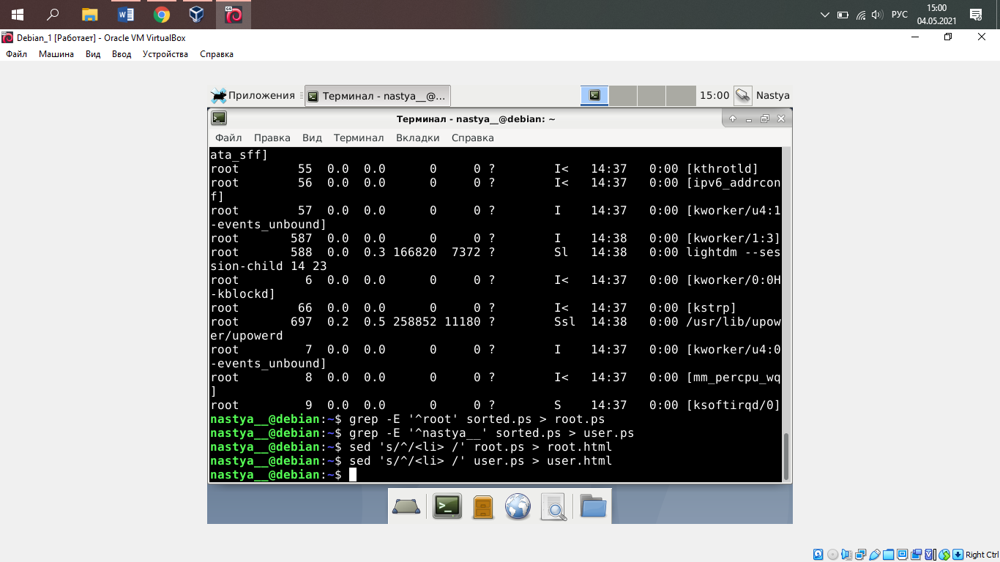 15:00
РУС
04.05.2021
Debian_1 [Работает] - Oracle VM VirtualBox
Файл Машина Вид Ввод Устройства Справка
Приложения Терминал - nastya__@... 15:00 Nastya
Терминал - nastya__@debian: ~
Файл Правка Вид Терминал Вкладки Справка
ata_sff]
root 55 0.0 0.0 0 0 ? I< 14:37 0:00 [kthrotld]
root 56 0.0 0.0 0 0 ? I< 14:37 0:00 [ipv6_addrcon
f]
root 57 0.0 0.0 0 0 ? I 14:37 0:00 [kworker/u4:1
-events_unbound]
root 587 0.0 0.0 0 0 ? I 14:38 0:00 [kworker/1:3]
root 588 0.0 0.3 166820 7372 ? Sl 14:38 0:00 lightdm --ses
sion-child 14 23
root 6 0.0 0.0 0 0 ? I< 14:37 0:00 [kworker/0:0H
-kblockd]
root 66 0.0 0.0 0 0 ? I< 14:37 0:00 [kstrp]
root 697 0.2 0.5 258852 11180 ? Ssl 14:38 0:00 /usr/lib/upow
er/upowerd
root 7 0.0 0.0 0 0 ? I 14:37 0:00 [kworker/u4:0
-events_unbound]
root 8 0.0 0.0 0 0 ? I< 14:37 0:00 [mm_percpu_wq
]
root 9 0.0 0.0 0 0 ? S 14:37 0:00 [ksoftirqd/0]
nastya__@debian:~$ grep -E '^root' sorted.ps > root.ps
nastya__@debian:~$ grep -E '^nastya__' sorted.ps > user.ps
nastya__@debian:~$ sed 's/^/<li> /' root.ps > root.html
nastya__@debian:~$ sed 's/^/<li> /' user.ps > user.html
nastya__@debian:~$
Right Ctrl